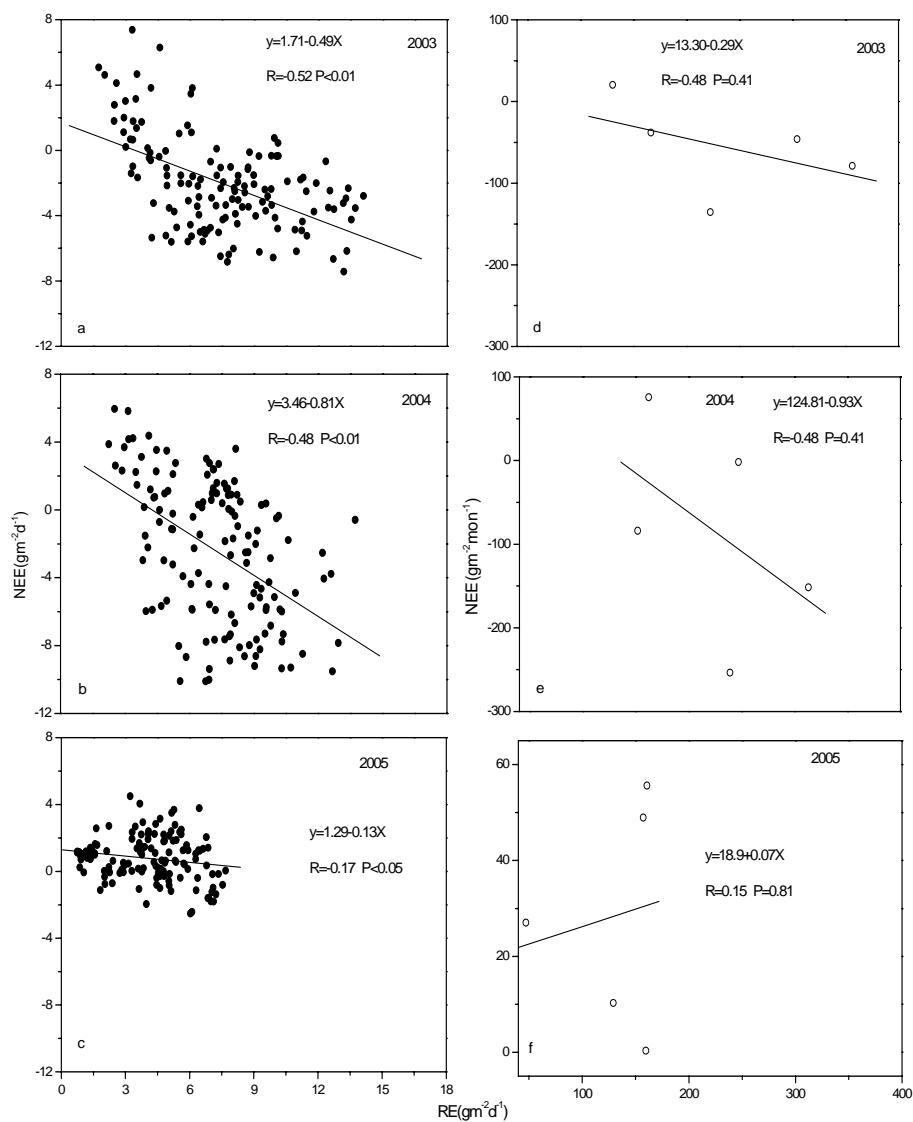 8
4
0
-4
-8
-12
y=1.71-0.49X
2003
R=-0.52 P<0.01
a
100
0
-100
-200
-300
y=13.30-0.29X
2003
R=-0.48 P=0.41
d
8
4
0
-4
-8
-12
NEE(gm-2d-1)
y=3.46-0.81X
2004
R=-0.48 P<0.01
b
100
0
-100
-200
-300
NEE(gm-2mon-1)
2004
y=124.81-0.93X
R=-0.48 P=0.41
e
8
4
0
-4
-8
-12
2005
y=1.29-0.13X
R=-0.17 P<0.05
c
0 3 6 9 12 15 18
60
40
20
0
2005
y=18.9+0.07X
R=0.15 P=0.81
f
100 200 300 400
RE(gm-2d-1)